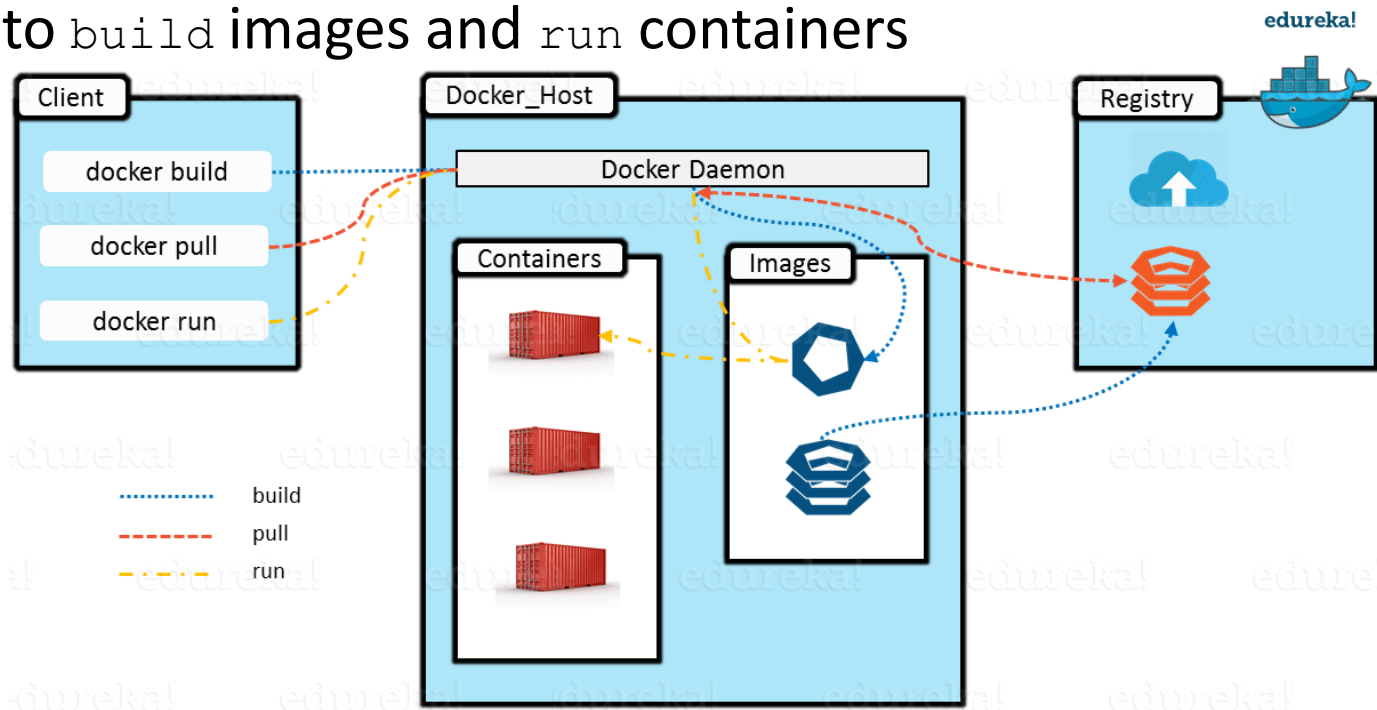 to build images and run containers
edureka!
Client
Docker_Host
Registry
docker build
Docker Daemon
docker pull
Containers
Images
docker run
build
pull
run